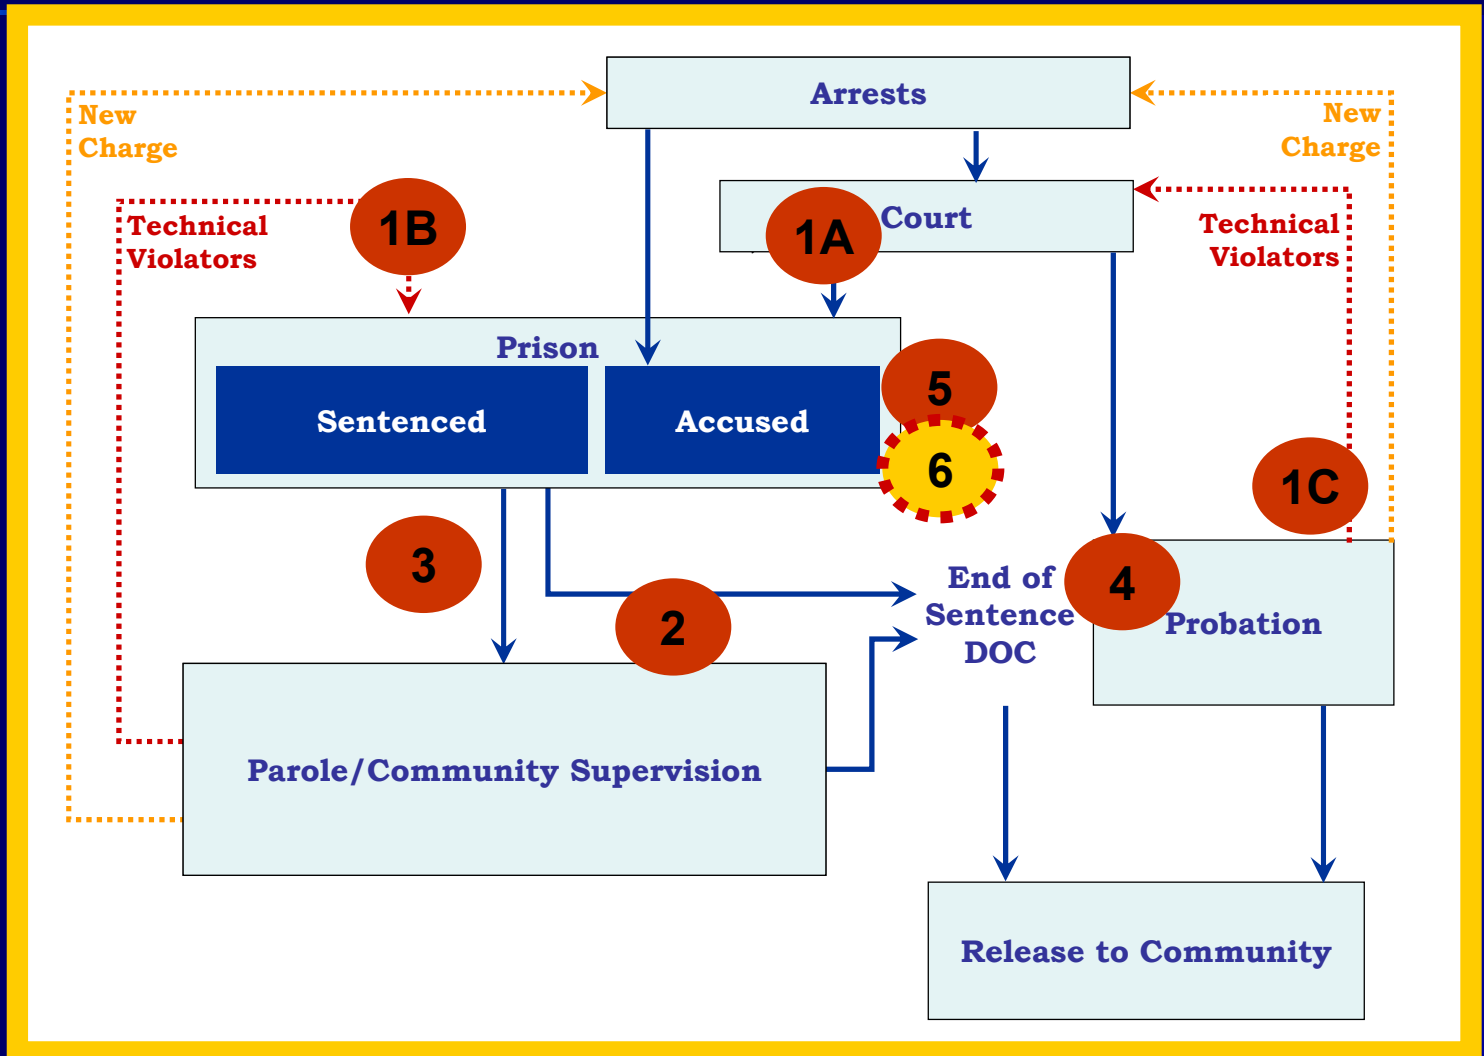 Arrests
New
Charge
New
Charge
1B
1A
Court
Technical
Violators
Technical
Violators
Prison
Sentenced
Accused
5
6
1C
3
2
End of
Sentence
DOC
4
Probation
Parole/Community Supervision
Release to Community